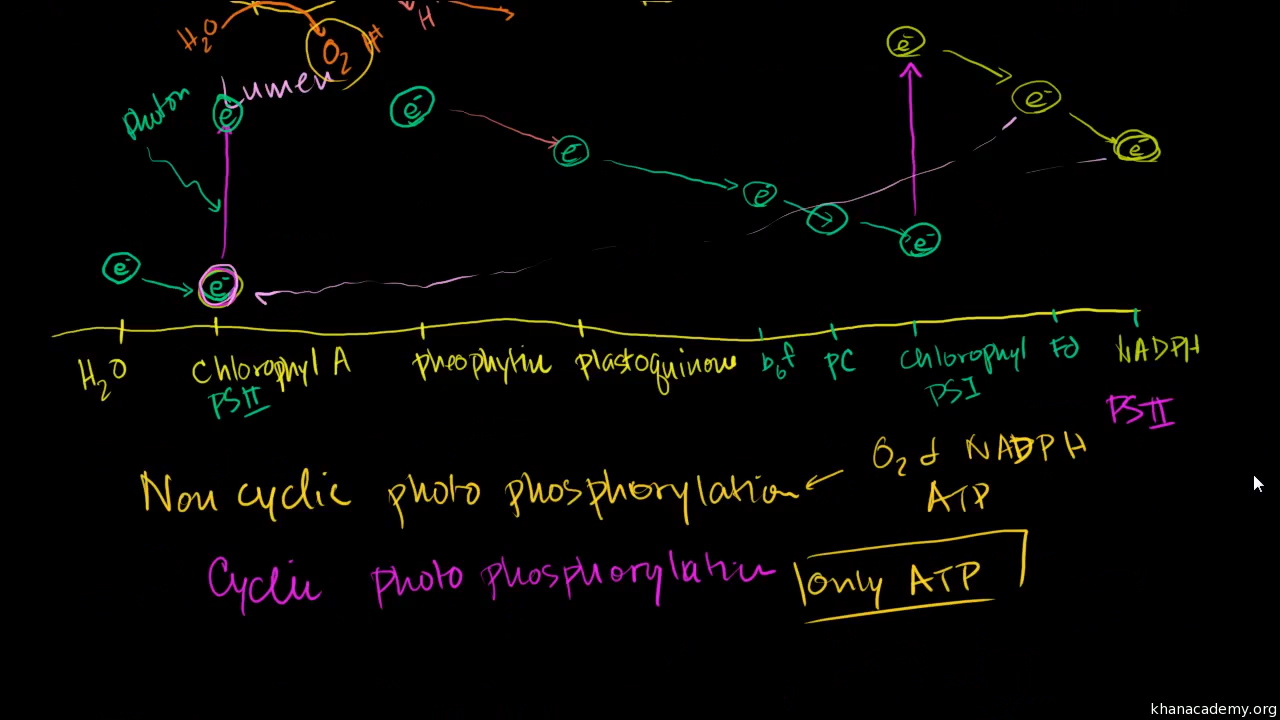 H₂O O₂ H⁺ H
Lumen
Photon
e⁻ e⁻ e⁻ e⁻ e⁻ e⁻ e⁻ e⁻ e⁻
e⁻
H₂O chlorophyl A pheophytin plastoquinone b₆f PC chlorophyl Fd NADPH
PSII PSI PSII
Non cyclic photo phosphorylation O₂ & NADPH
ATP
Cyclic photo phosphorylation only ATP
khanacademy.org